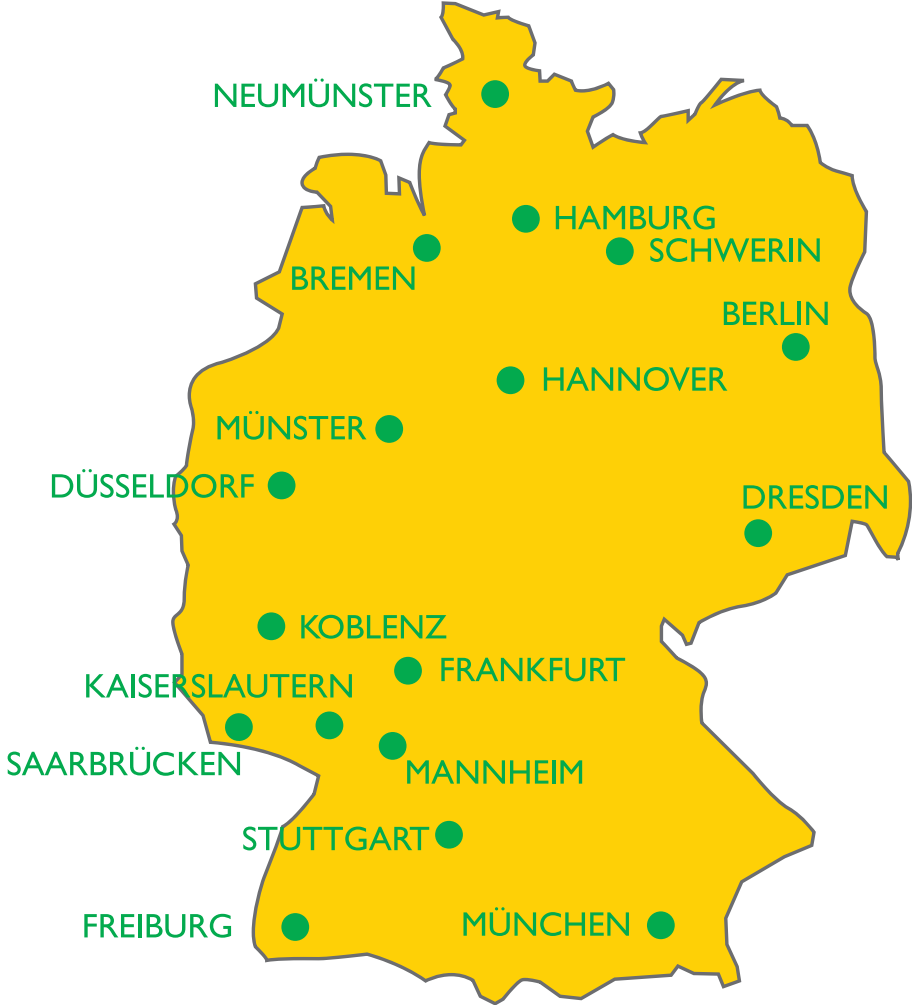 NEUMÜNSTER
HAMBURG
SCHWERIN
BREMEN
BERLIN
HANNOVER
MÜNSTER
DÜSSELDORF
DRESDEN
KOBLENZ
FRANKFURT
KAISERSLAUTERN
SAARBRÜCKEN
MANNHEIM
STUTTGART
FREIBURG
MÜNCHEN